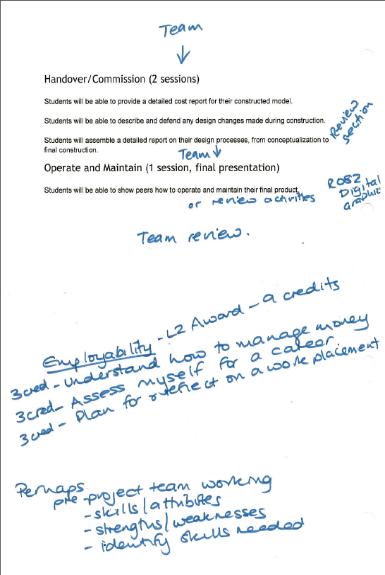 Team
Handover/Commission (2 sessions)
Students will be able to provide a detailed cost report for their constructed model.
Students will be able to describe and defend any design changes made during construction.
Review
section
Students will assemble a detailed report on their design processes, from conceptualization to
final construction.
Team
Operate and Maintain (1 session, final presentation)
Students will be able to show peers how to operate and maintain their final product
or review activities
ROB2
Digital
Graphic
Team review.
Employability - L2 Award - 9 credits
3cred - Understand how to manage money
3cred - Assess myself for a career
3cred - Plan for & reflect on a work placement
Perhaps
pre-project team working
- skills/attributes
- strengths/weaknesses
- identify skills needed